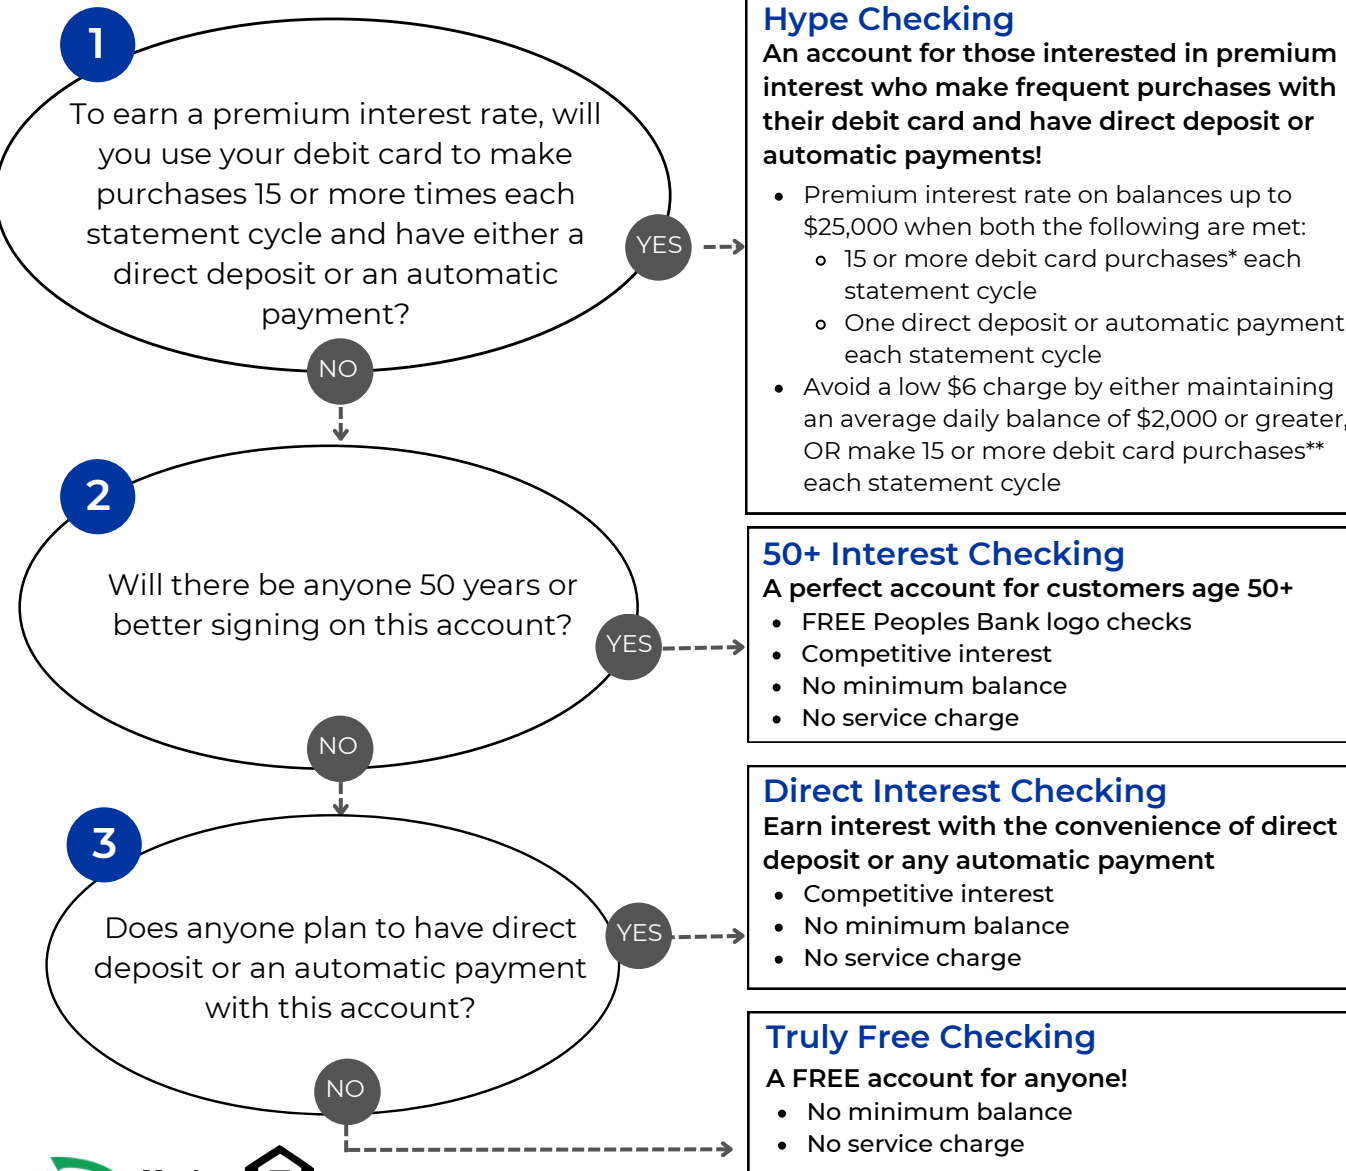 1
To earn a premium interest rate, will
you use your debit card to make
purchases 15 or more times each
statement cycle and have either a
direct deposit or an automatic
payment?
YES
NO
Hype Checking
An account for those interested in premium
interest who make frequent purchases with
their debit card and have direct deposit or
automatic payments!
• Premium interest rate on balances up to
$25,000 when both the following are met:
o 15 or more debit card purchases* each
statement cycle
o One direct deposit or automatic payment
each statement cycle
• Avoid a low $6 charge by either maintaining
an average daily balance of $2,000 or greater,
OR make 15 or more debit card purchases**
each statement cycle
2
Will there be anyone 50 years or
better signing on this account?
YES
NO
50+ Interest Checking
A perfect account for customers age 50+
• FREE Peoples Bank logo checks
• Competitive interest
• No minimum balance
• No service charge
3
Does anyone plan to have direct
deposit or an automatic payment
with this account?
YES
NO
Direct Interest Checking
Earn interest with the convenience of direct
deposit or any automatic payment
• Competitive interest
• No minimum balance
• No service charge
Truly Free Checking
A FREE account for anyone!
• No minimum balance
• No service charge